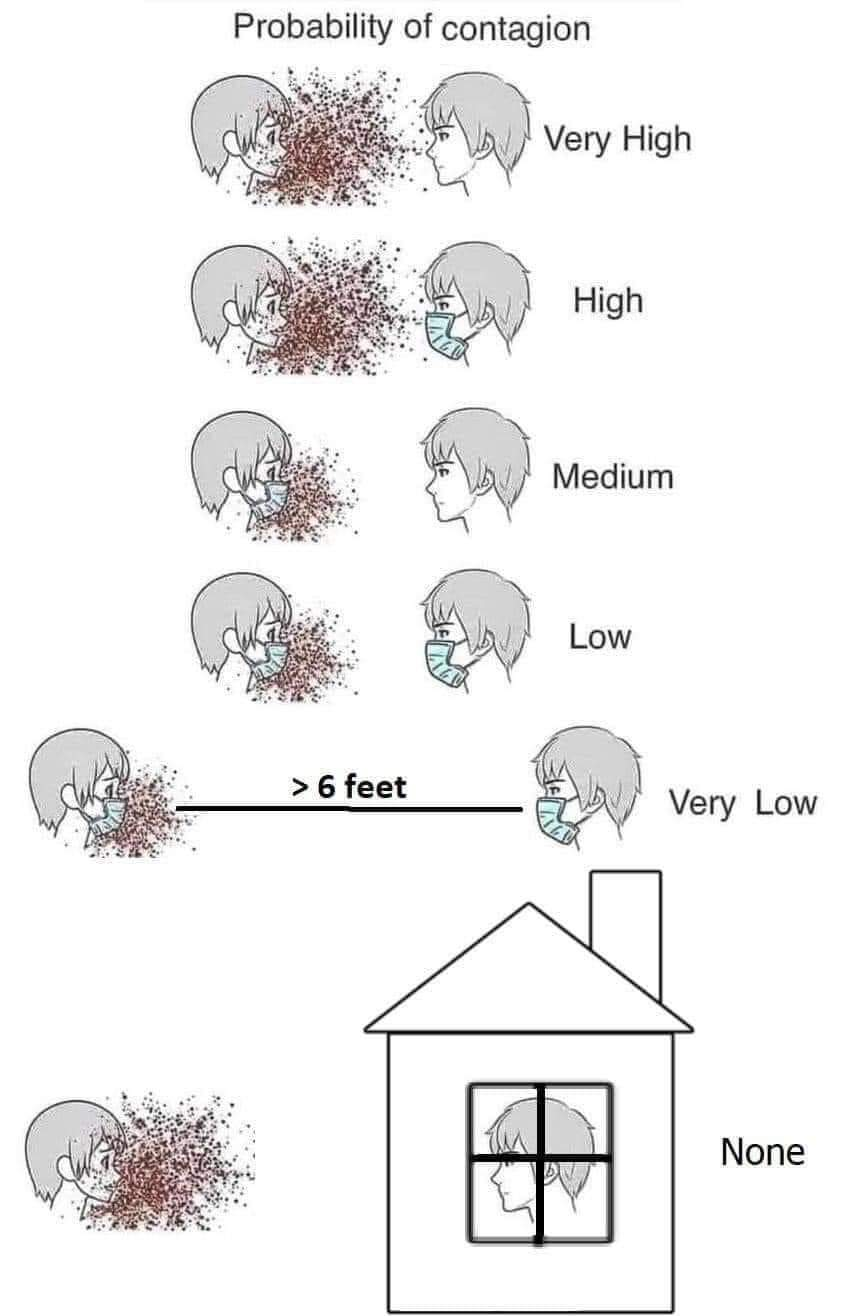 Probability of contagion
Very High
High
Medium
Low
> 6 feet
Very Low
None